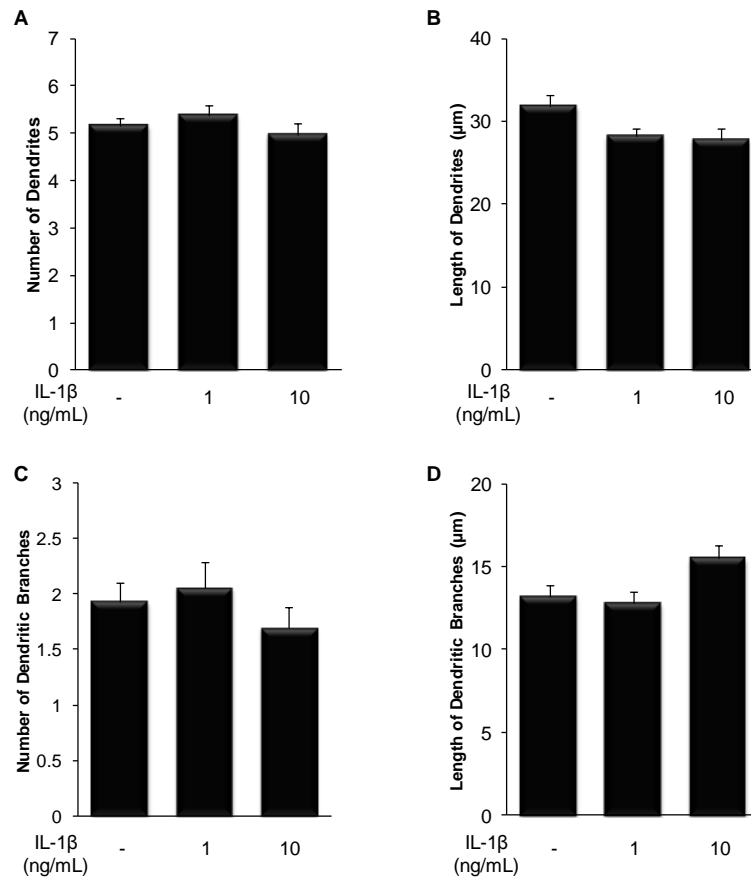 A
Number of Dendrites
7
6
5
4
3
2
1
0
IL-1β
(ng/mL)
-
1
10
B
Length of Dendrites (µm)
40
30
20
10
0
IL-1β
(ng/mL)
-
1
10
C
Number of Dendritic Branches
3
2.5
2
1.5
1
0.5
0
IL-1β
(ng/mL)
-
1
10
D
Length of Dendritic Branches (µm)
20
15
10
5
0
IL-1β
(ng/mL)
-
1
10